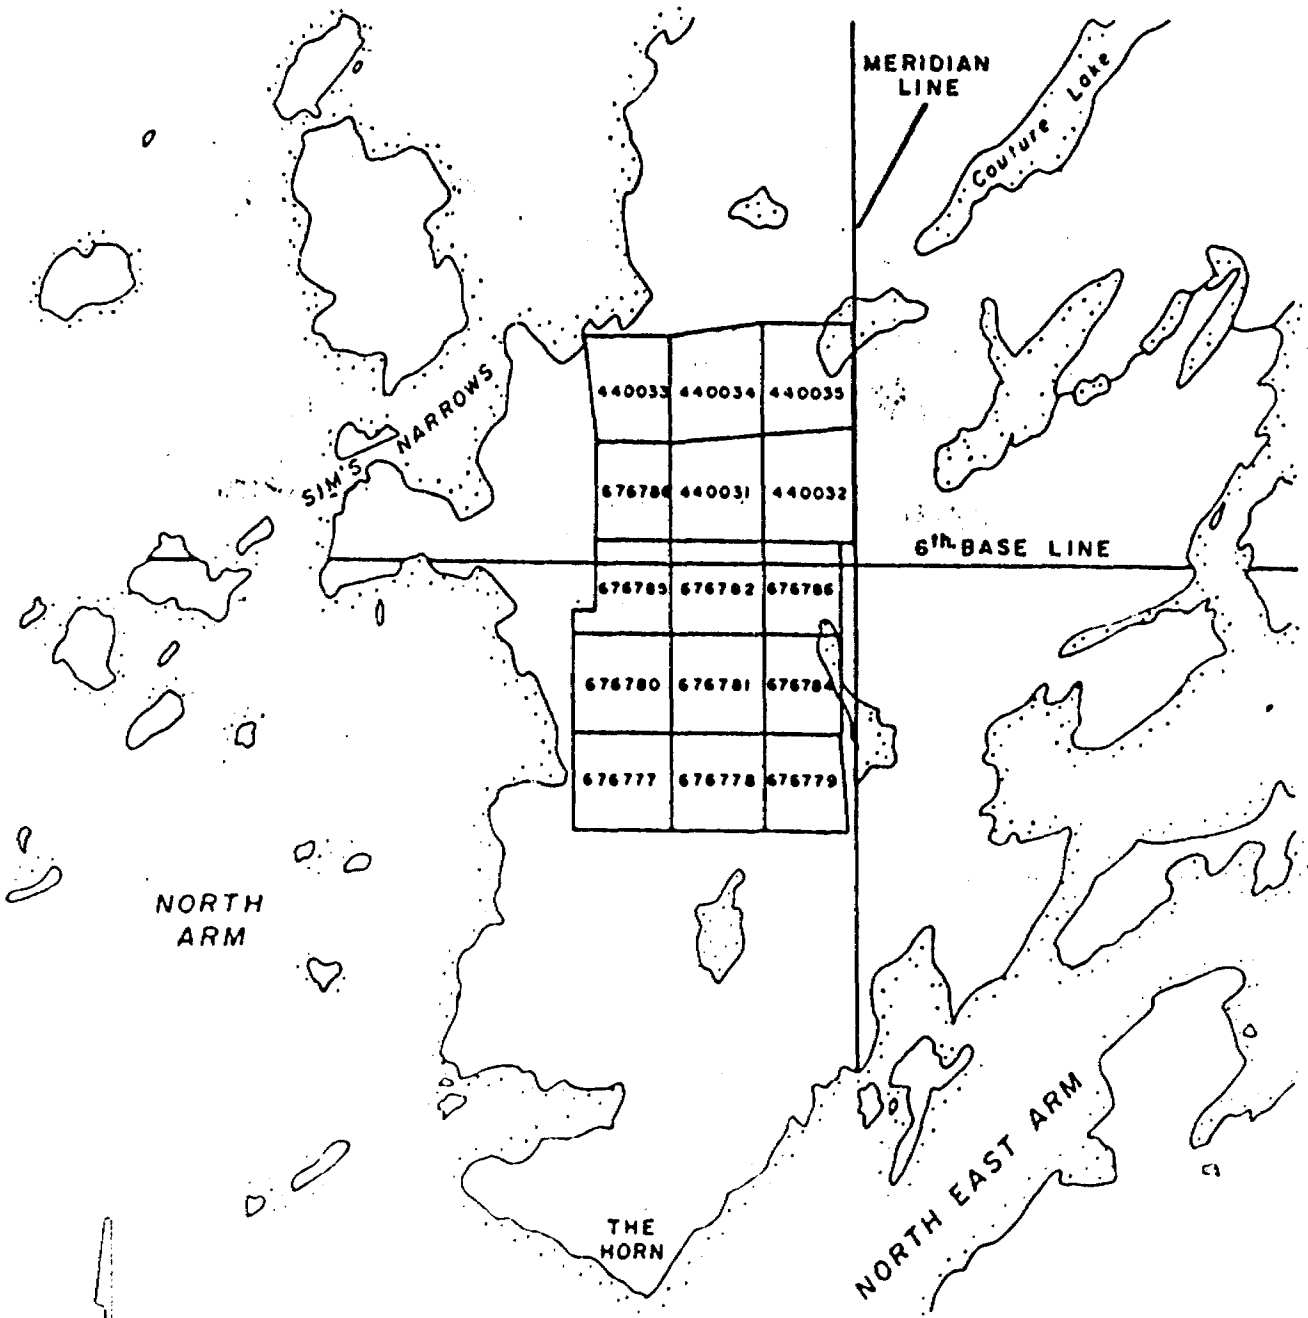 MERIDIAN
LINE
Couture Lake
440033 440034 440035
SIM'S NARROWS
440031 440032
6th BASE LINE
676785 676782 676786
676780 676781 676784
676777 676778 676779
NORTH
ARM
NORTH EAST ARM
THE
HORN